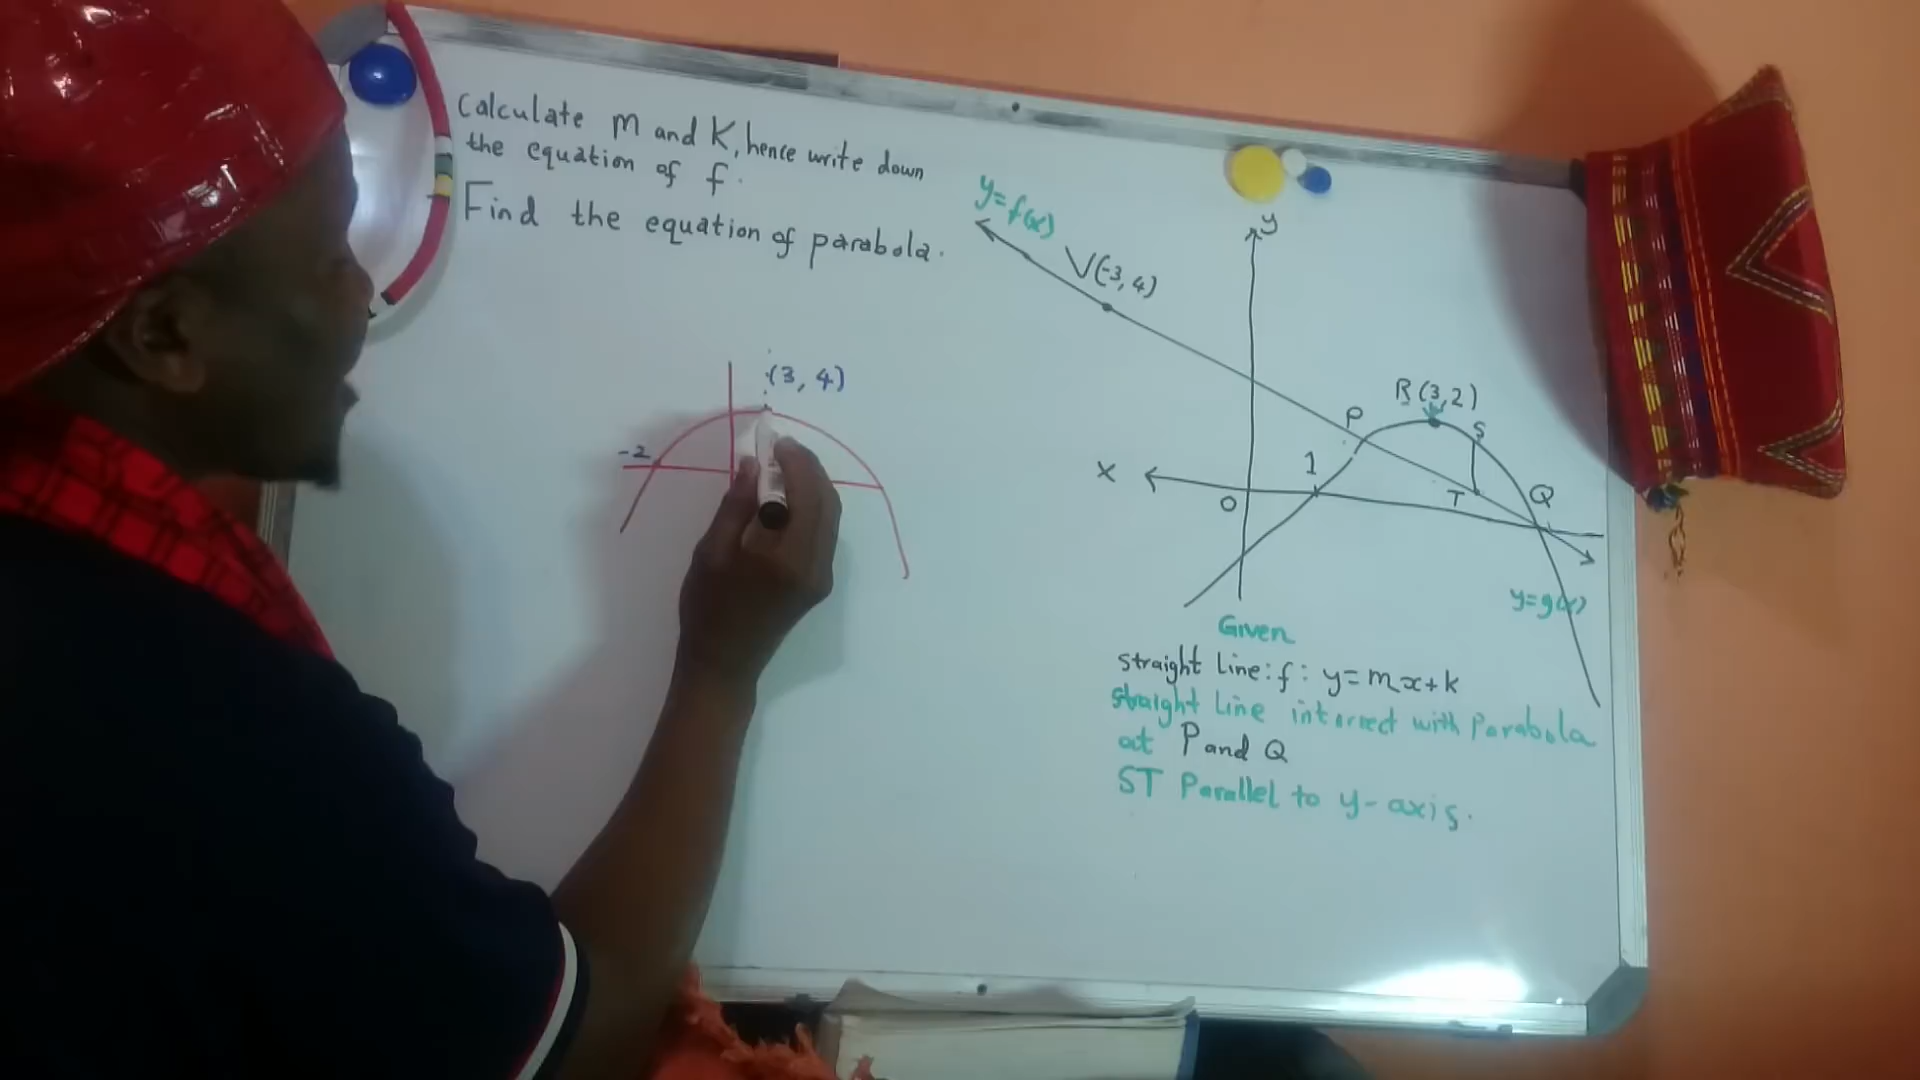 Calculate m and K, hence write down
the equation of f.
Find the equation of parabola.
(3, 4)
-2
y=f(x)
V(-3, 4)
y
R(3,2)
P
S
1
X
O
T
Q
y=g(x)
Given
straight Line: f: y=mx+k
straight Line intersect with Parabola
at P and Q
ST Parallel to y-axis.